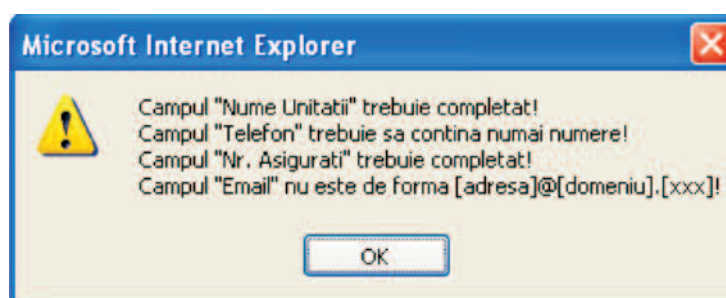 Microsoft Internet Explorer
Campul "Nume Unitatii" trebuie completat!
Campul "Telefon" trebuie sa contina numai numere!
Campul "Nr. Asigurati" trebuie completat!
Campul "Email" nu este de forma [adresa]@[domeniu].[xxx]!
OK